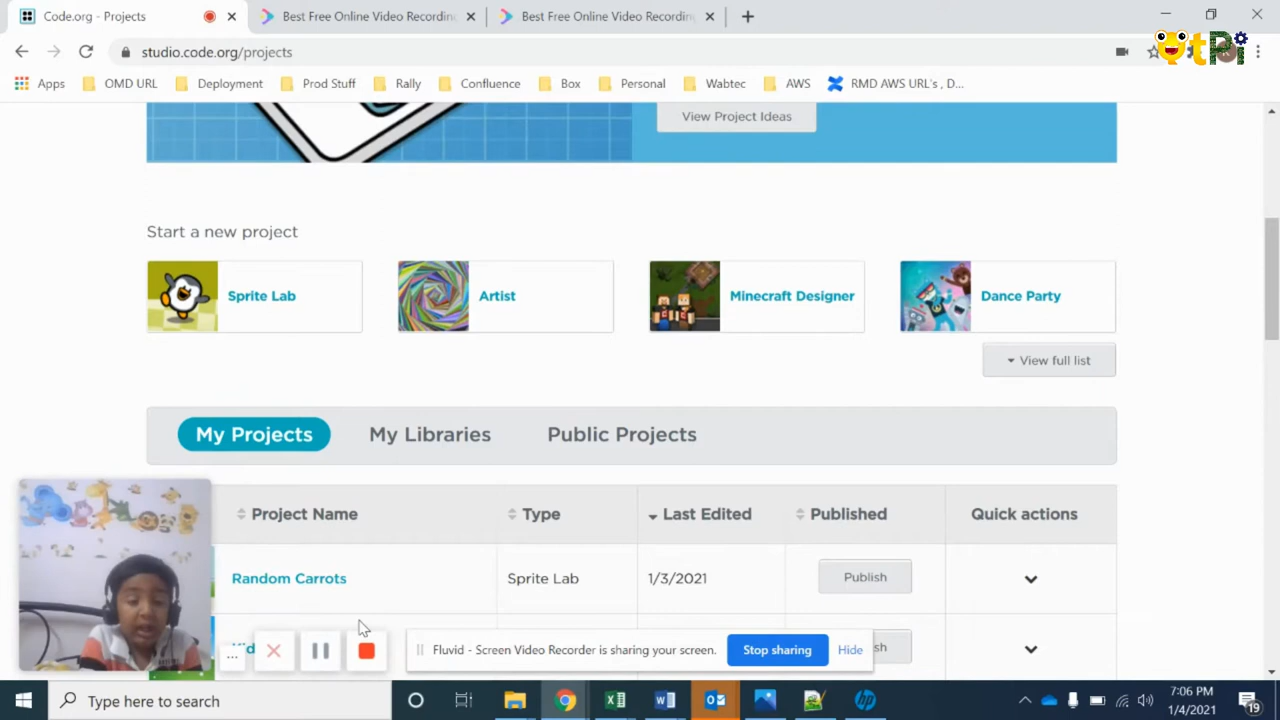 Code.org - Projects
Best Free Online Video Recordin
Best Free Online Video Recordin
QtPi
studio.code.org/projects
Apps
OMD URL
Deployment
Prod Stuff
Rally
Confluence
Box
Personal
Wabtec
AWS
RMD AWS URL's , D...
View Project Ideas
Start a new project
Sprite Lab
Artist
Minecraft Designer
Dance Party
View full list
My Projects
My Libraries
Public Projects
Project Name
Type
Last Edited
Published
Quick actions
Random Carrots
Sprite Lab
1/3/2021
Publish
Fluvid - Screen Video Recorder is sharing your screen.
Stop sharing
Hide
Type here to search
7:06 PM
1/4/2021
19